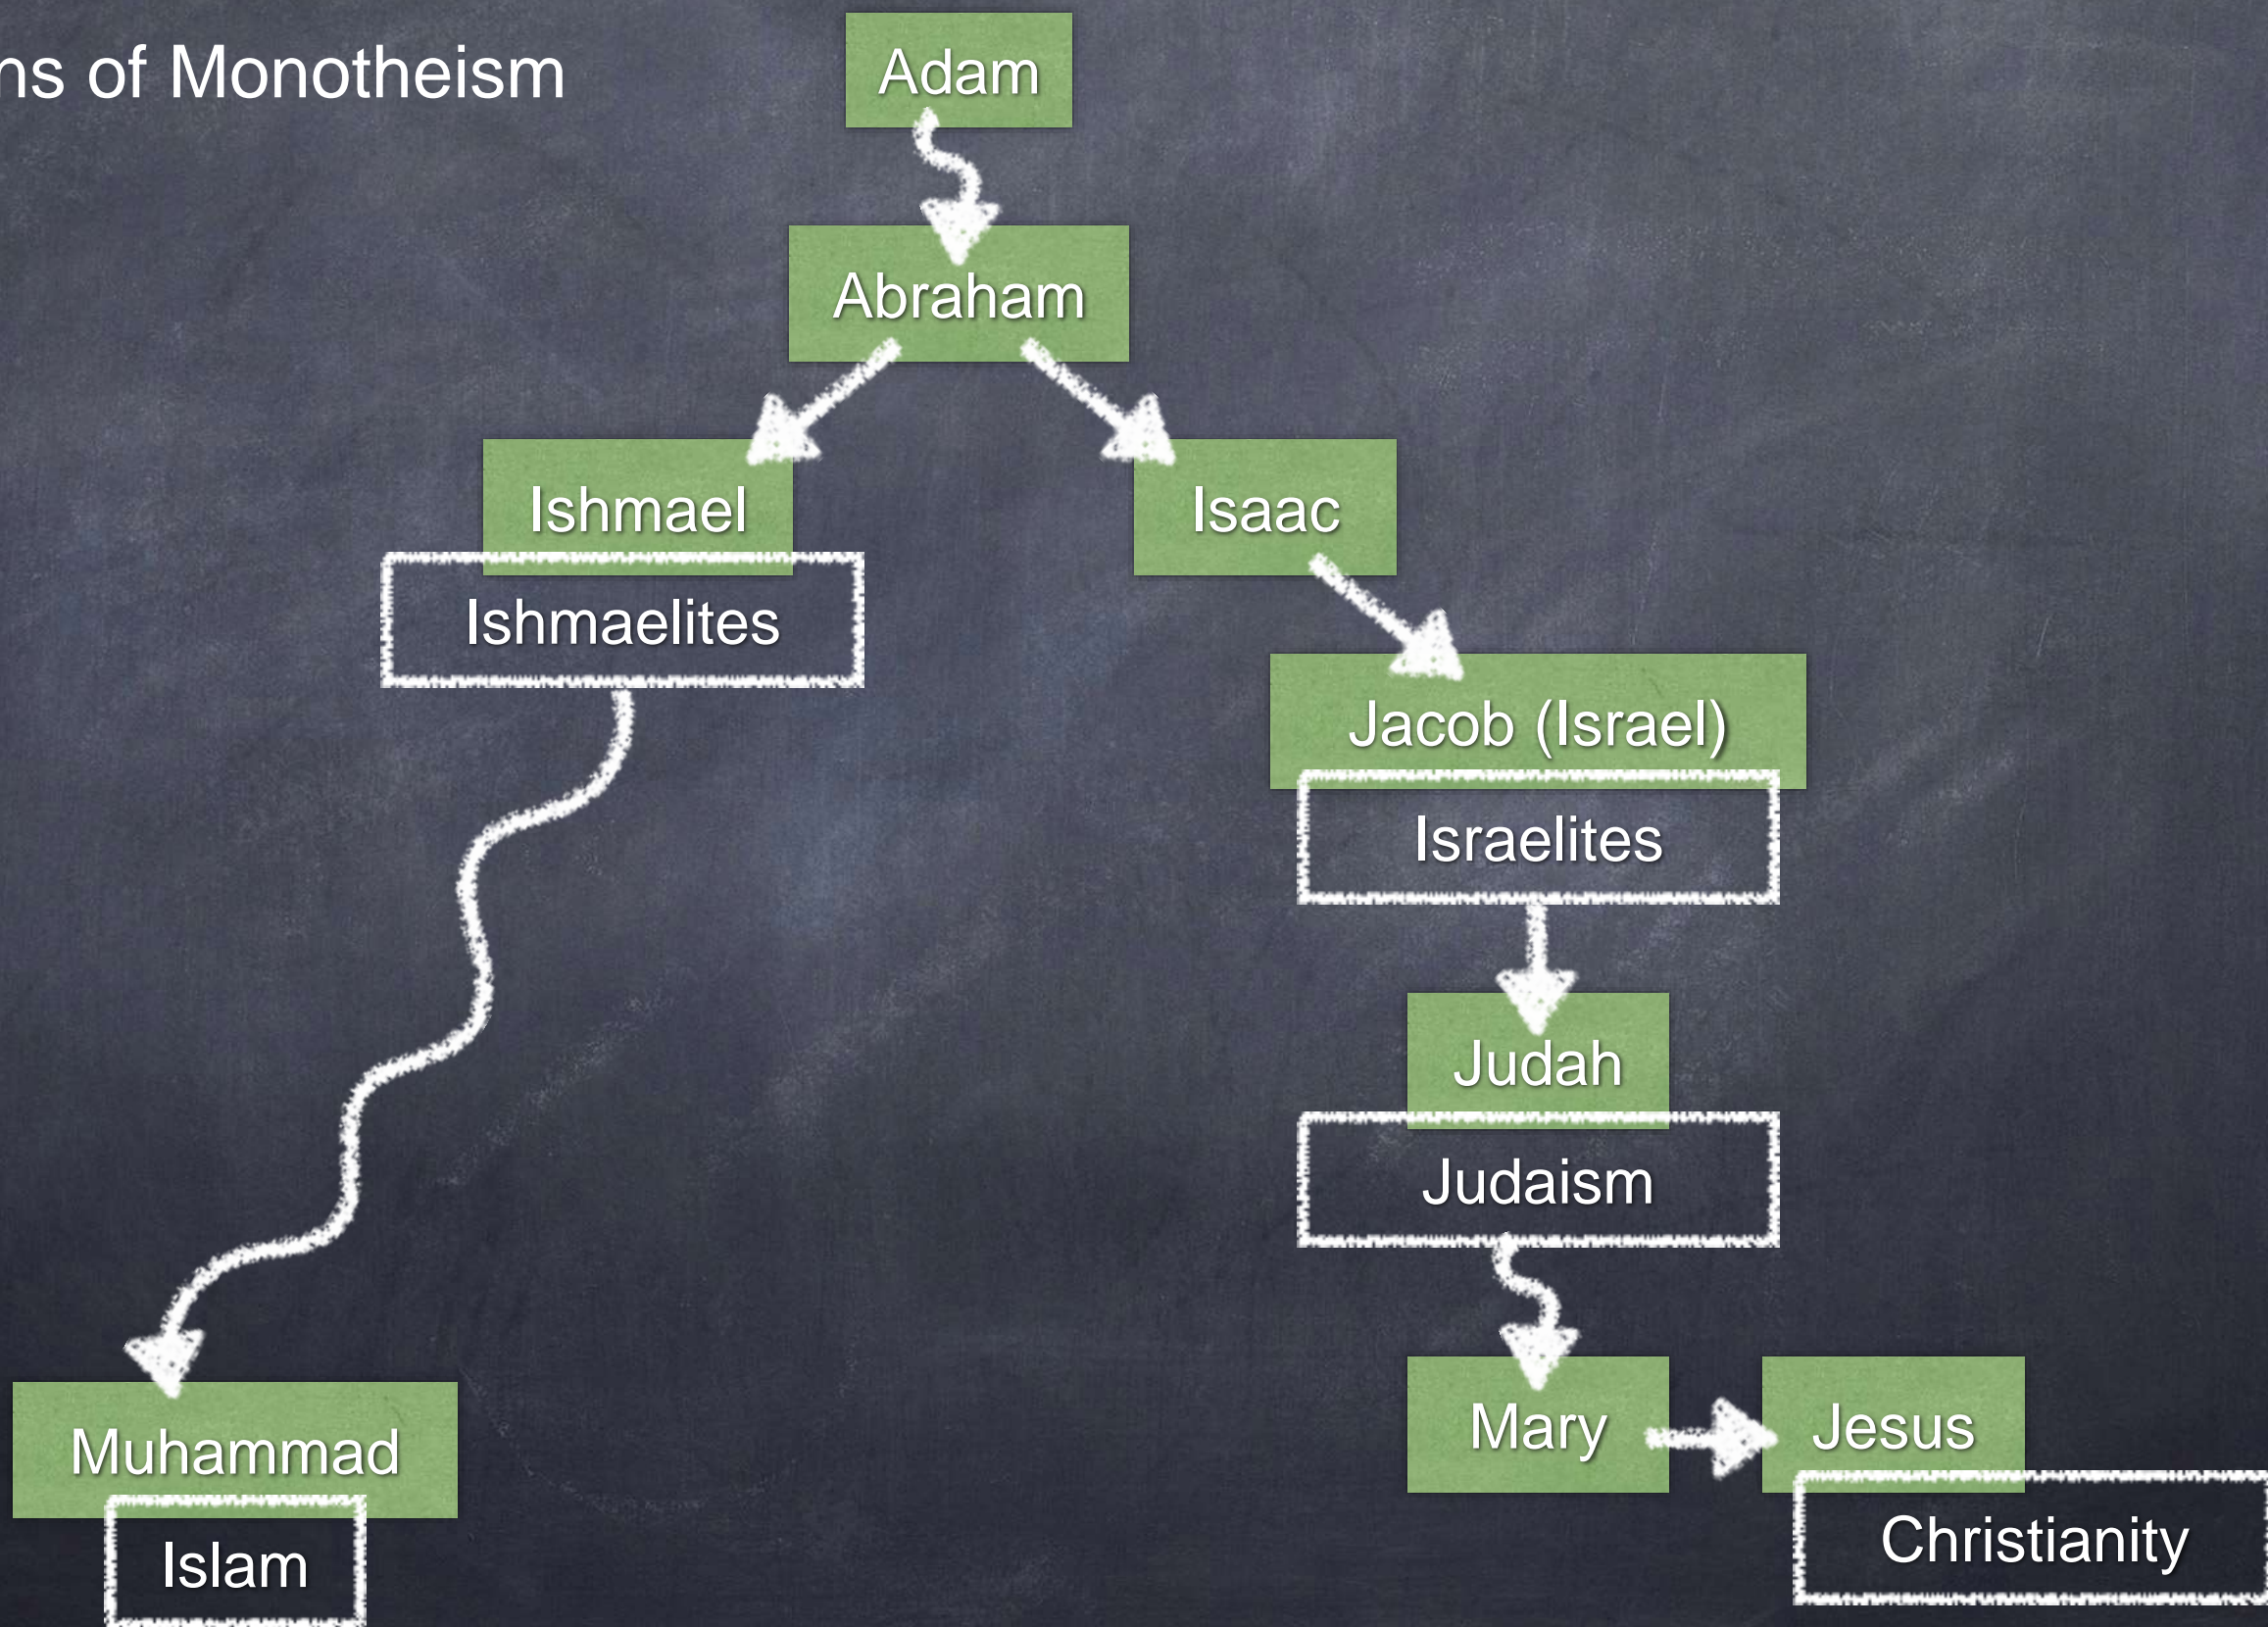 ns of Monotheism
Adam
Abraham
Ishmael
Isaac
Ishmaelites
Jacob (Israel)
Israelites
Judah
Judaism
Mary
Jesus
Muhammad
Christianity
Islam